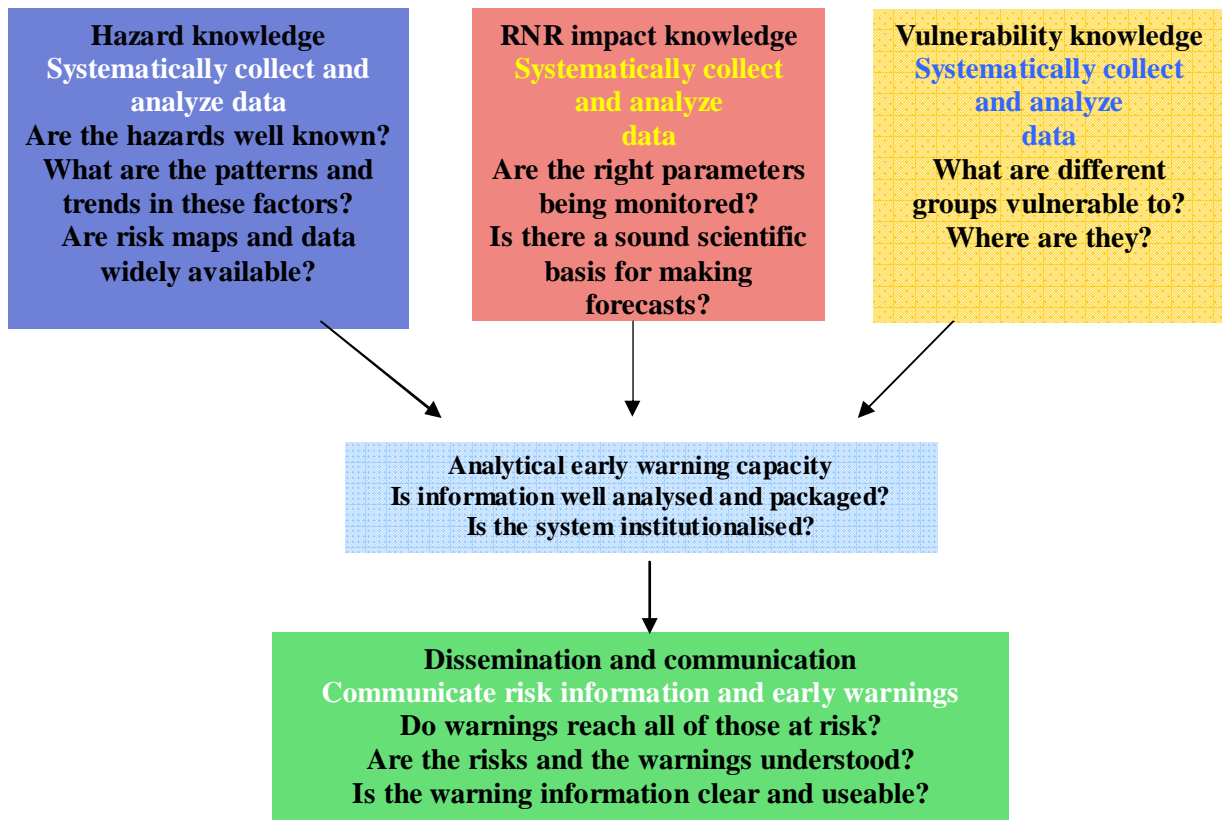 Hazard knowledge
Systematically collect and
analyze data
Are the hazards well known?
What are the patterns and
trends in these factors?
Are risk maps and data
widely available?
RNR impact knowledge
Systematically collect
and analyze
data
Are the right parameters
being monitored?
Is there a sound scientific
basis for making
forecasts?
Vulnerability knowledge
Systematically collect
and analyze
data
What are different
groups vulnerable to?
Where are they?
Analytical early warning capacity
Is information well analysed and packaged?
Is the system institutionalised?
Dissemination and communication
Communicate risk information and early warnings
Do warnings reach all of those at risk?
Are the risks and the warnings understood?
Is the warning information clear and useable?